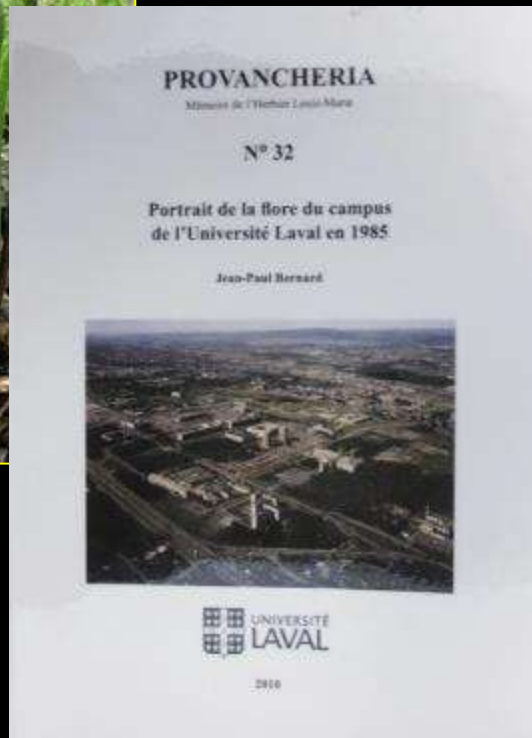 PROVANCHERIA
Mémoire de l'Herbier Louis-Marie
N° 32
Portrait de la flore du campus
de l'Université Laval en 1985
Jean-Paul Bernard
UNIVERSITÉ
LAVAL
2016